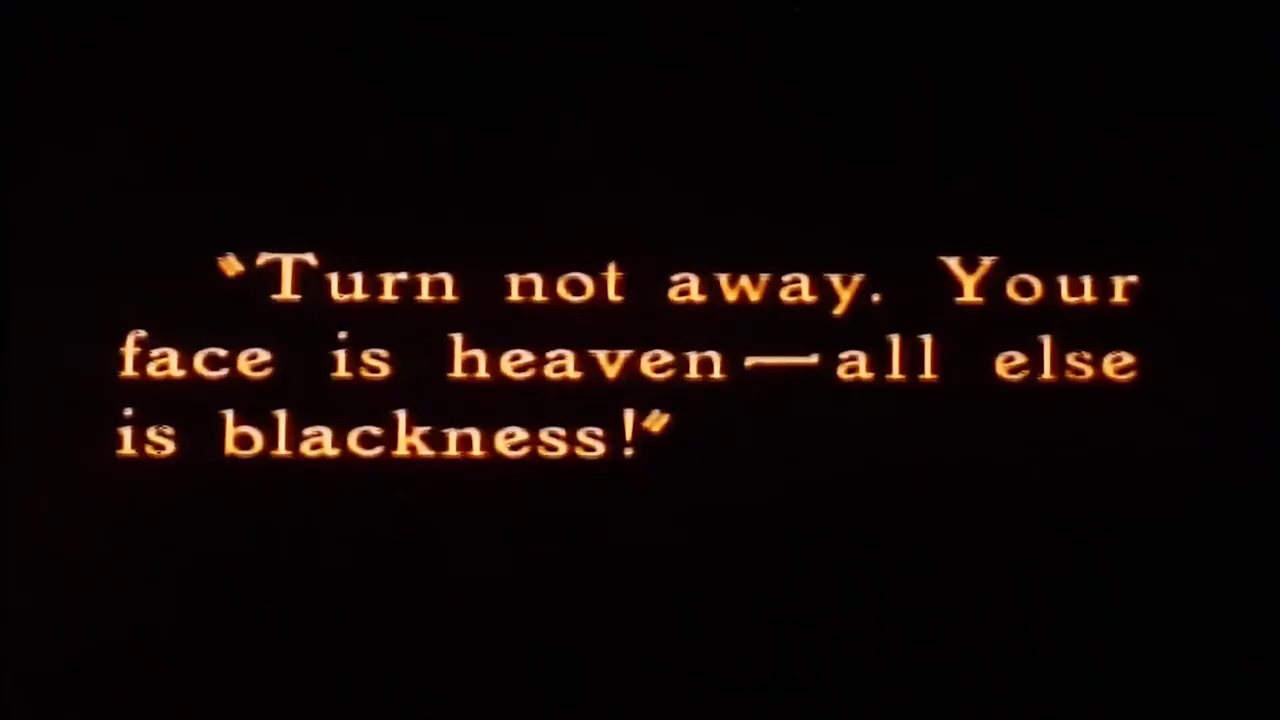 "Turn not away. Your
face is heaven—all else
is blackness!"